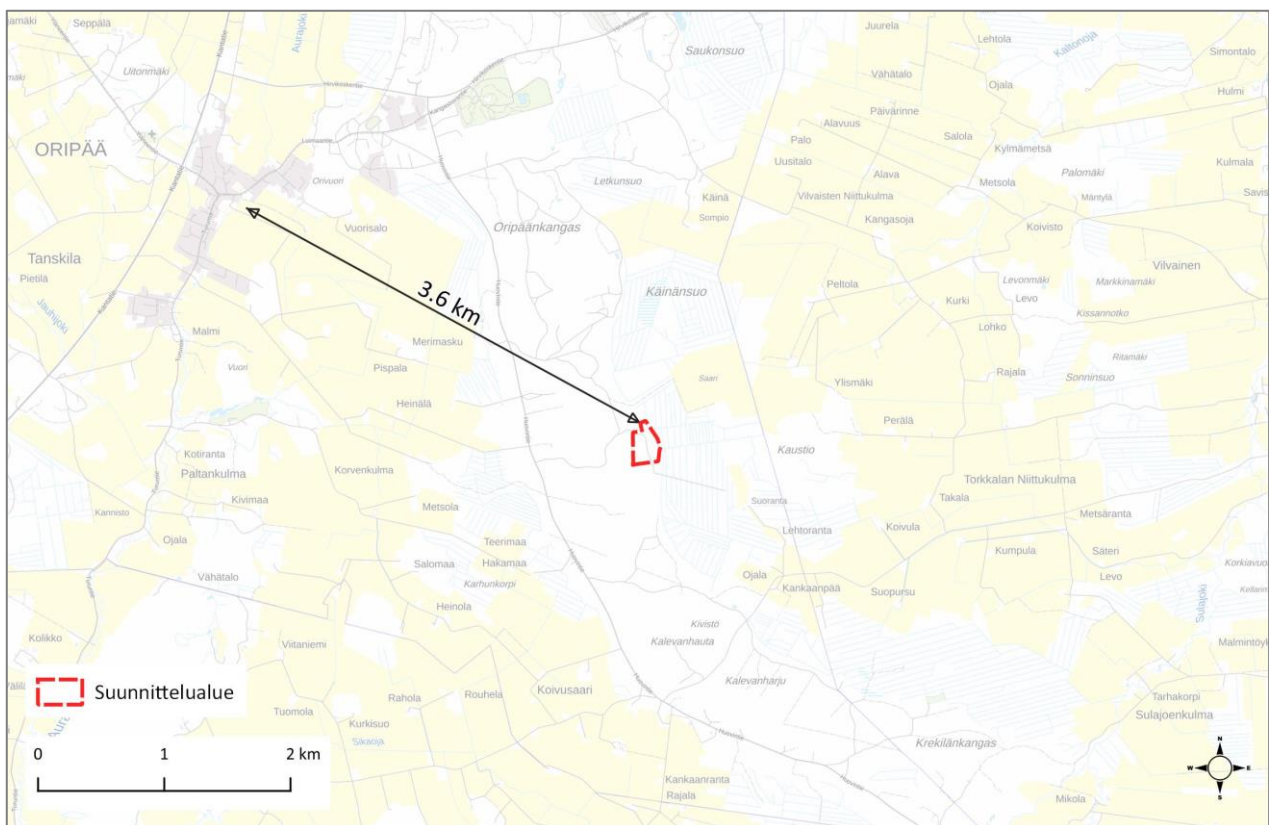 Seppälä
Aurajoki
Uitonmäki
ORIPÄÄ
Orivuori
Vuorisalo
Tanskila
Pietilä
Jauhijoki
Malmi
Vuori
Merimasku
Pispala
Heinälä
3.6 km
Oripäänkangas
Saukonsuo
Letkunsuo
Käinä
Sompio
Käinänsuo
Saari
Juurela
Lehtola
Kaltonoja
Simontalo
Vähätalo
Ojala
Hulmi
Päivärinne
Alavuus
Palo
Salola
Kylmämetsä
Uusitalo
Alava
Metsola
Palomäki
Kulmala
Vilvaisten Niittukulma
Mäntylä
Kangasoja
Koivisto
Vilvainen
Peltola
Levonmäki
Markkinamäki
Kurki
Levo
Kissannotko
Lohko
Ritamäki
Rajala
Sonninsuo
Ylismäki
Perälä
Kaustio
Torkkalan Niittukulma
Takala
Metsäranta
Suoranta
Lehtoranta
Koivula
Kumpula
Säteri
Levo
Ojala
Kankaanpää
Suopursu
Sulajoki
Kotiranta
Paltankulma
Korvenkulma
Kivimaa
Kannisto
Metsola
Ojala
Teerimaa
Salomaa
Hakamaa
Vähätalo
Karhunkorpi
Heinola
Kolikko
Viitaniemi
Kivistö
Kalevanhauta
Kalevanharju
Tarhakorpi
Sulajoenkulma
Krekilänkangas
Mikola
Rahola
Rouhela
Koivusaari
Tuomola
Kurkisuo
Sikaoja
Kankaanranta
Rajala
Suunnittelualue
0 1 2 km
N
W E
S